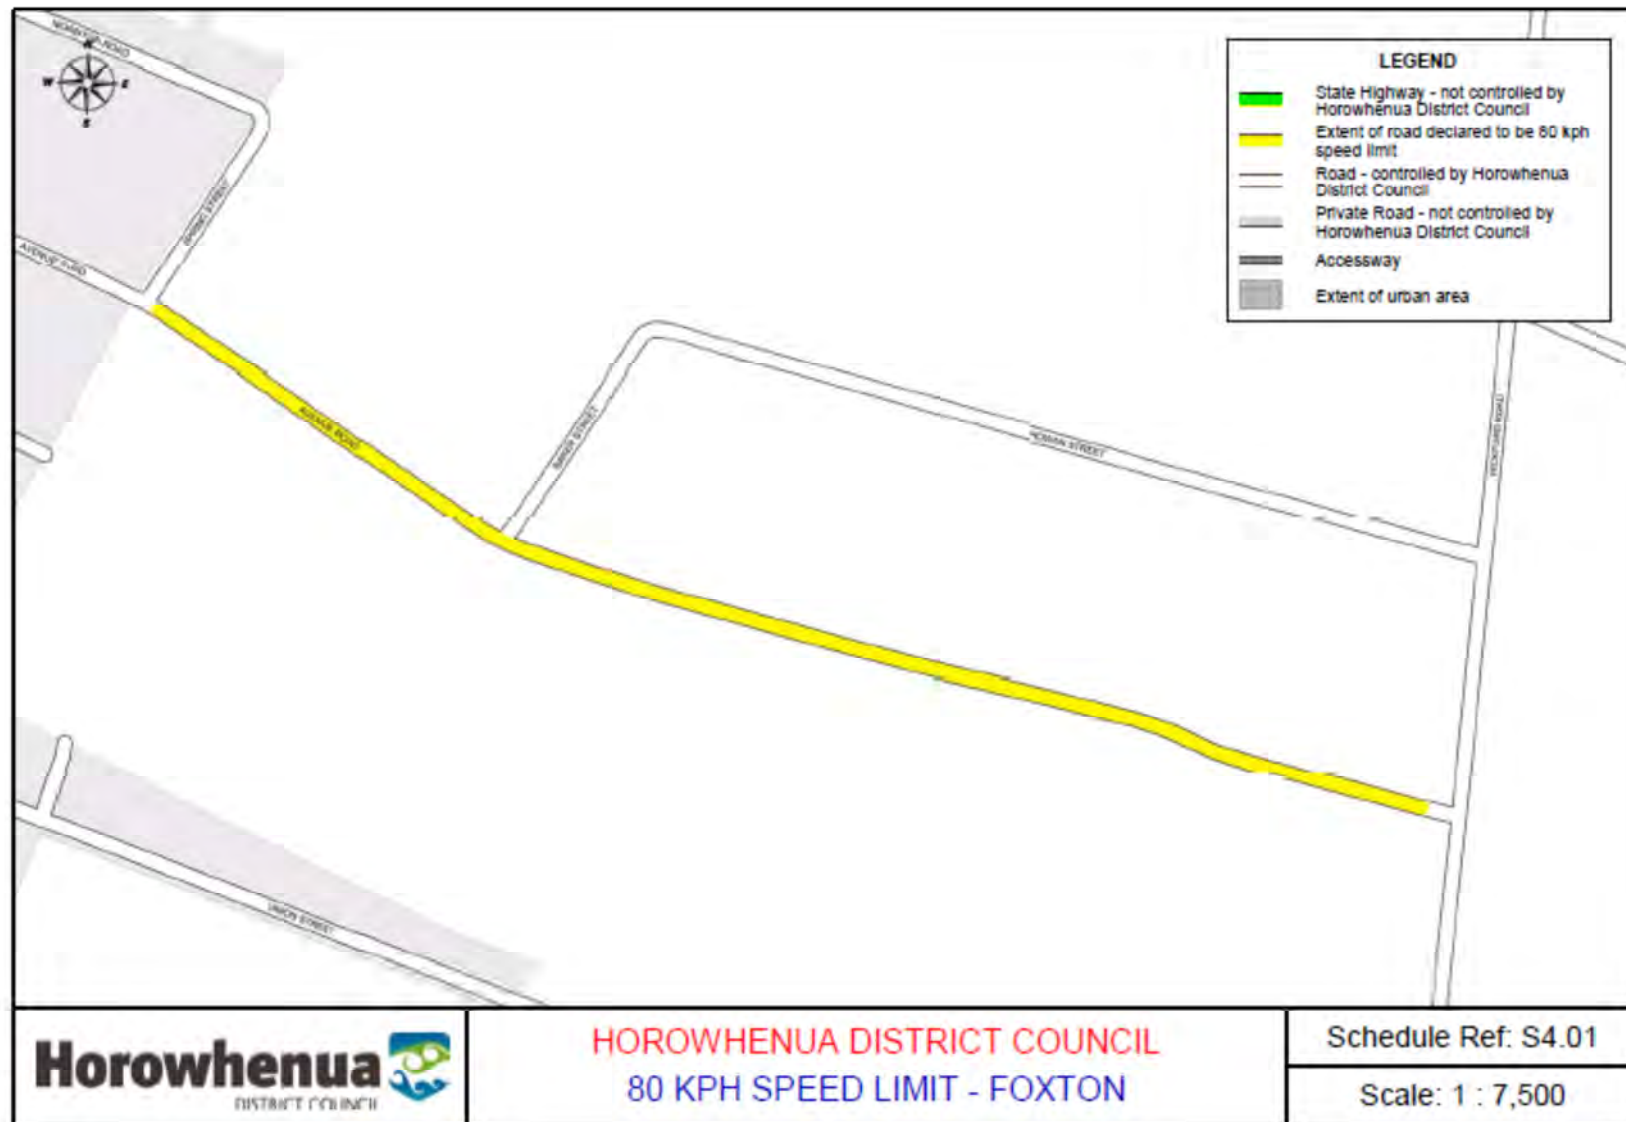 LEGEND
State Highway - not controlled by
Horowhenua District Council
Extent of road declared to be 80 kph
speed limit
Road - controlled by Horowhenua
District Council
Private Road - not controlled by
Horowhenua District Council
Accessway
Extent of urban area
N
W
E
S
SPRING STREET
AVENUE ROAD
AVENUE ROAD
STREET
STREET
UNION STREET
Horowhenua
DISTRICT COUNCIL
HOROWHENUA DISTRICT COUNCIL
80 KPH SPEED LIMIT - FOXTON
Schedule Ref: S4.01
Scale: 1 : 7,500